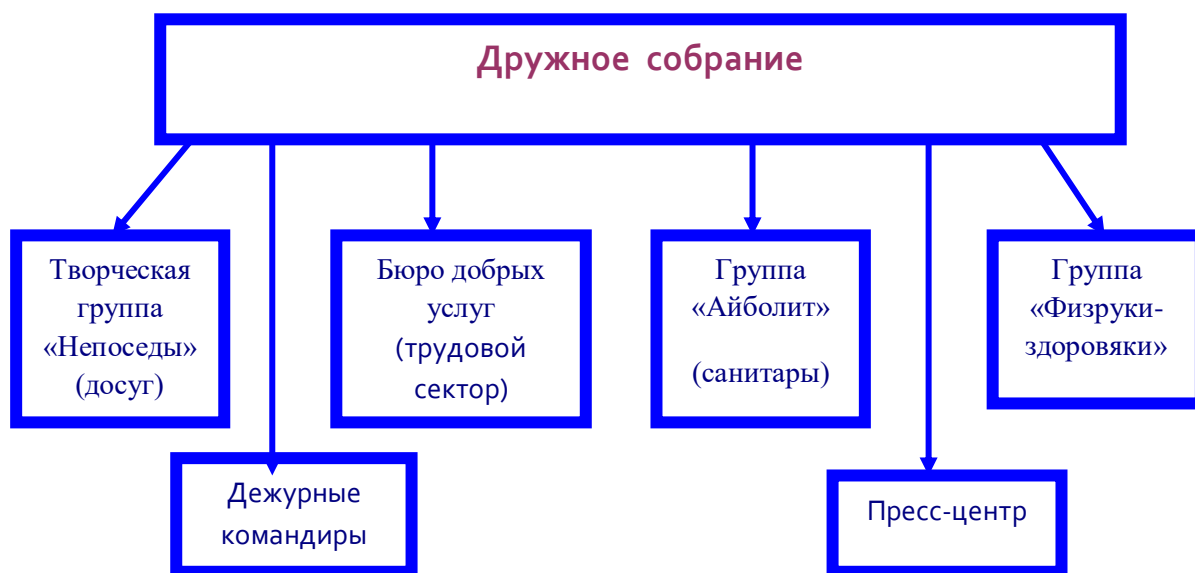 Дружное собрание
Творческая
группа
«Непоседы»
(досуг)
Бюро добрых
услуг
(трудовой
сектор)
Группа
«Айболит»
(санитары)
Группа
«Физруки-
здоровяки»
Дежурные
командиры
Пресс-центр